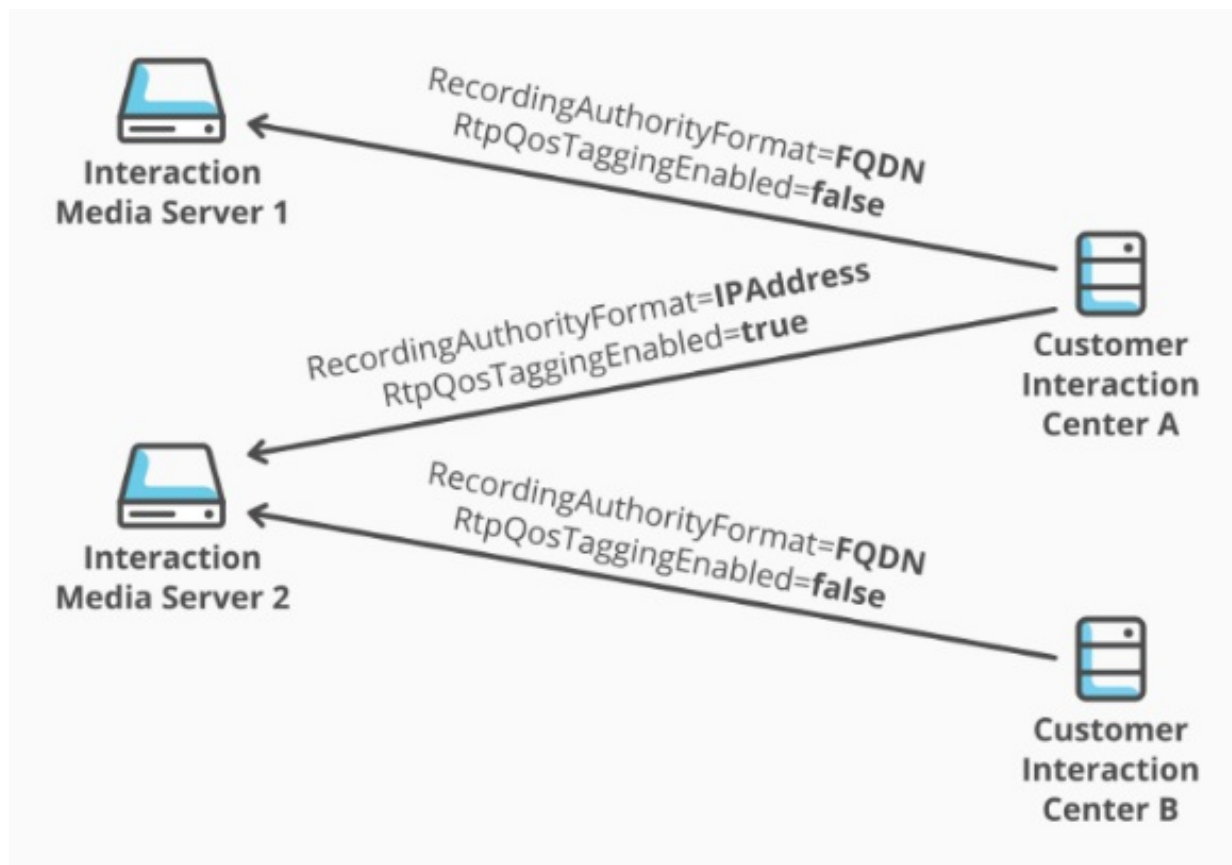 RecordingAuthorityFormat=FQDN
RtpQosTaggingEnabled=false
Interaction
Media Server 1
RecordingAuthorityFormat=IPAddress
RtpQosTaggingEnabled=true
Customer
Interaction
Center A
Interaction
Media Server 2
RecordingAuthorityFormat=FQDN
RtpQosTaggingEnabled=false
Customer
Interaction
Center B